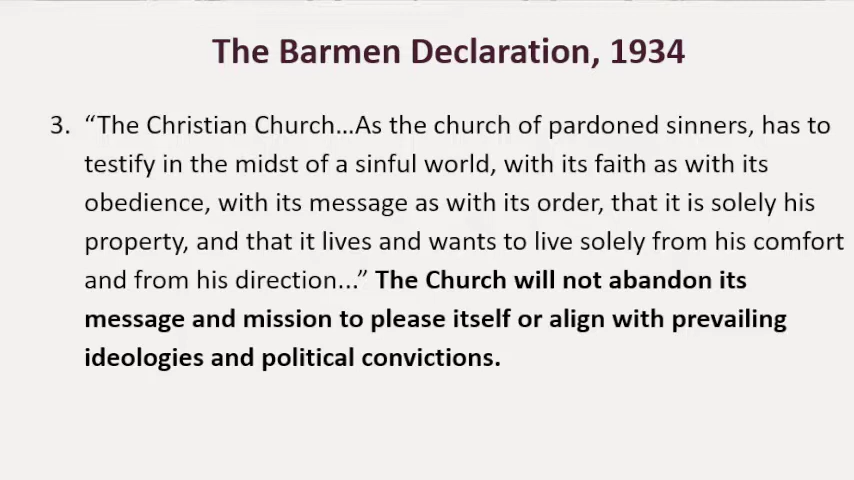 The Barmen Declaration, 1934
3. “The Christian Church...As the church of pardoned sinners, has to
testify in the midst of a sinful world, with its faith as with its
obedience, with its message as with its order, that it is solely his
property, and that it lives and wants to live solely from his comfort
and from his direction...” The Church will not abandon its
message and mission to please itself or align with prevailing
ideologies and political convictions.